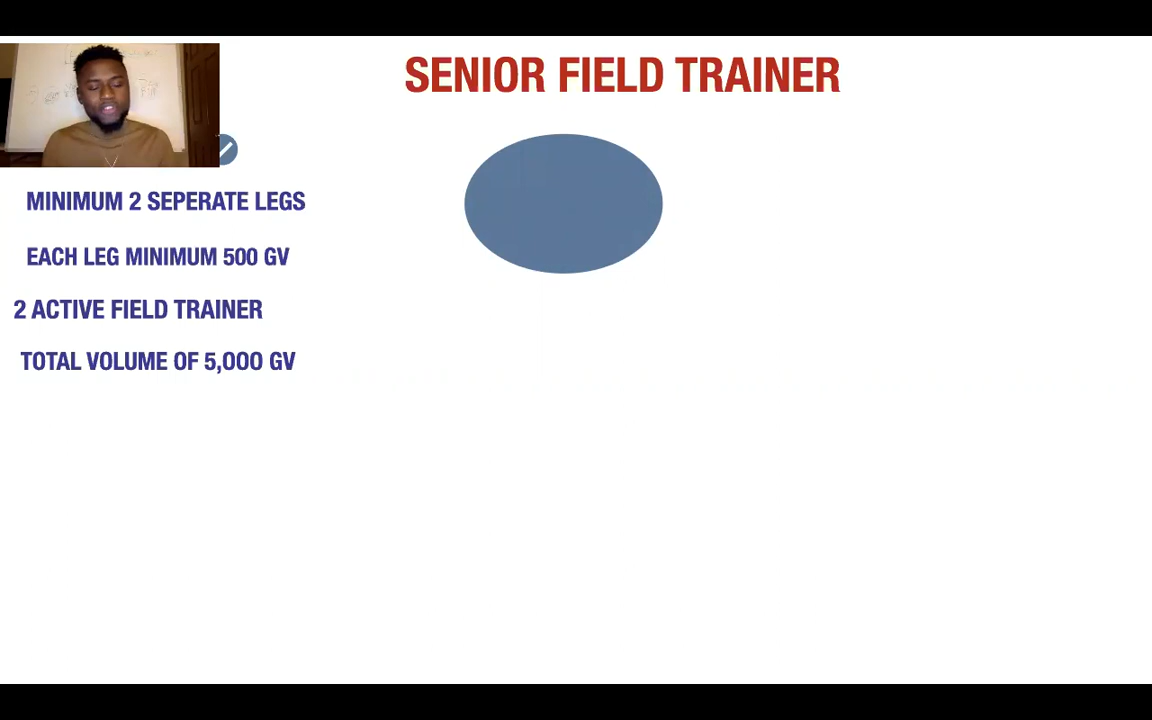 SENIOR FIELD TRAINER
MINIMUM 2 SEPERATE LEGS
EACH LEG MINIMUM 500 GV
2 ACTIVE FIELD TRAINER
TOTAL VOLUME OF 5,000 GV